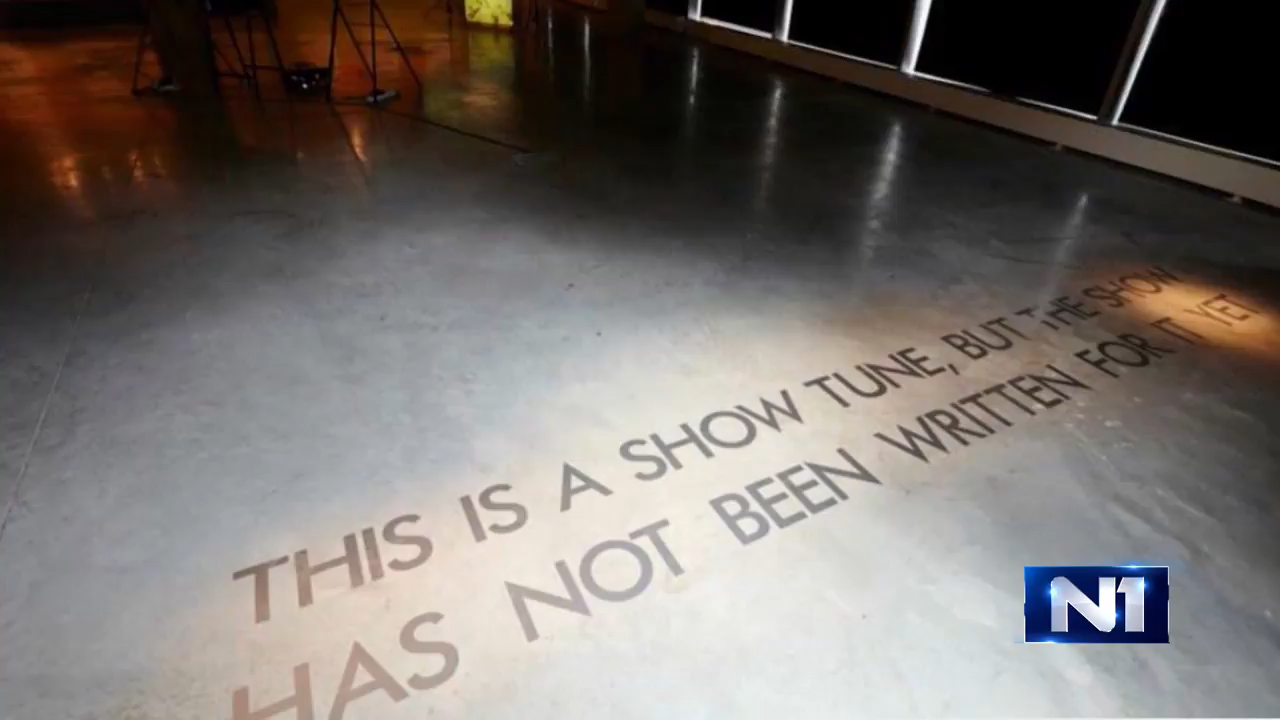 THIS IS A SHOW TUNE, BUT THE SHOW
HAS NOT BEEN WRITTEN FOR IT YET
N1